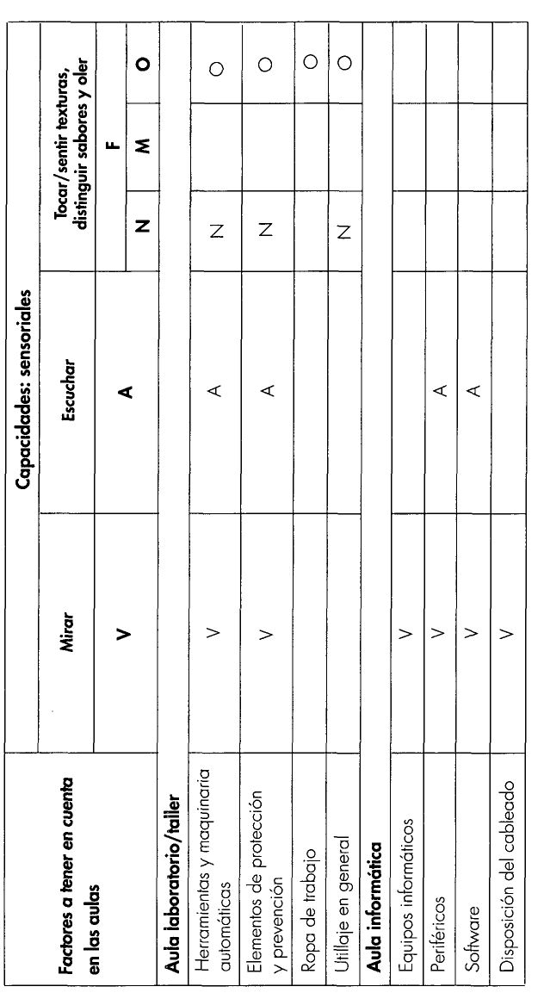 Capacidades: sensoriales
Factores a tener en cuenta
en las aulas
Mirar
Escuchar
Tocar/sentir texturas,
distinguir sabores y oler
V
A
F
N M O
Aula laboratorio/taller
Herramientas y maquinaria
automáticas
V A N O
Elementos de protección
y prevención
V A N O
Ropa de trabajo O
Utillaje en general N O
Aula informática
Equipos informáticos V
Periféricos V A
Software V A
Disposición del cableado V